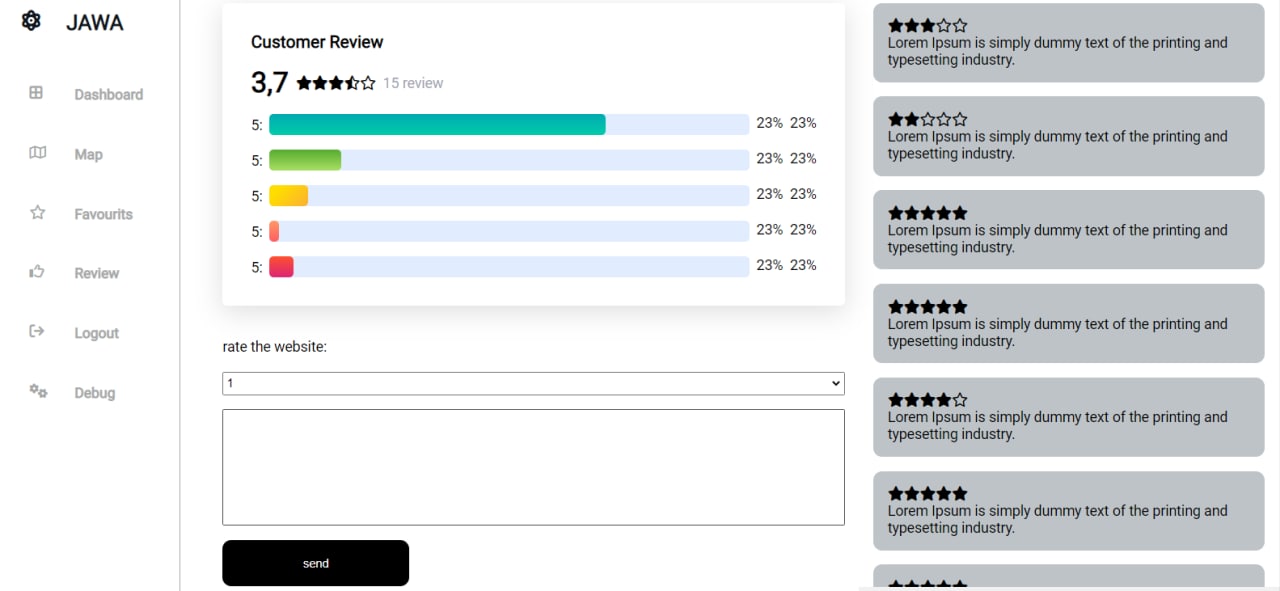 JAWA
Dashboard
Map
Favourits
Review
Logout
Debug
Customer Review
3,7 15 review
5: 23% 23%
5: 23% 23%
5: 23% 23%
5: 23% 23%
5: 23% 23%
rate the website:
1
send
Lorem Ipsum is simply dummy text of the printing and
typesetting industry.
Lorem Ipsum is simply dummy text of the printing and
typesetting industry.
Lorem Ipsum is simply dummy text of the printing and
typesetting industry.
Lorem Ipsum is simply dummy text of the printing and
typesetting industry.
Lorem Ipsum is simply dummy text of the printing and
typesetting industry.
Lorem Ipsum is simply dummy text of the printing and
typesetting industry.